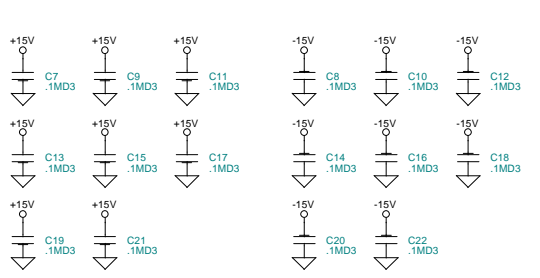 +15V +15V +15V -15V -15V -15V
C7 C9 C11 C8 C10 C12
.1MD3 .1MD3 .1MD3 .1MD3 .1MD3 .1MD3
+15V +15V +15V -15V -15V -15V
C13 C15 C17 C14 C16 C18
.1MD3 .1MD3 .1MD3 .1MD3 .1MD3 .1MD3
+15V +15V -15V -15V
C19 C21 C20 C22
.1MD3 .1MD3 .1MD3 .1MD3